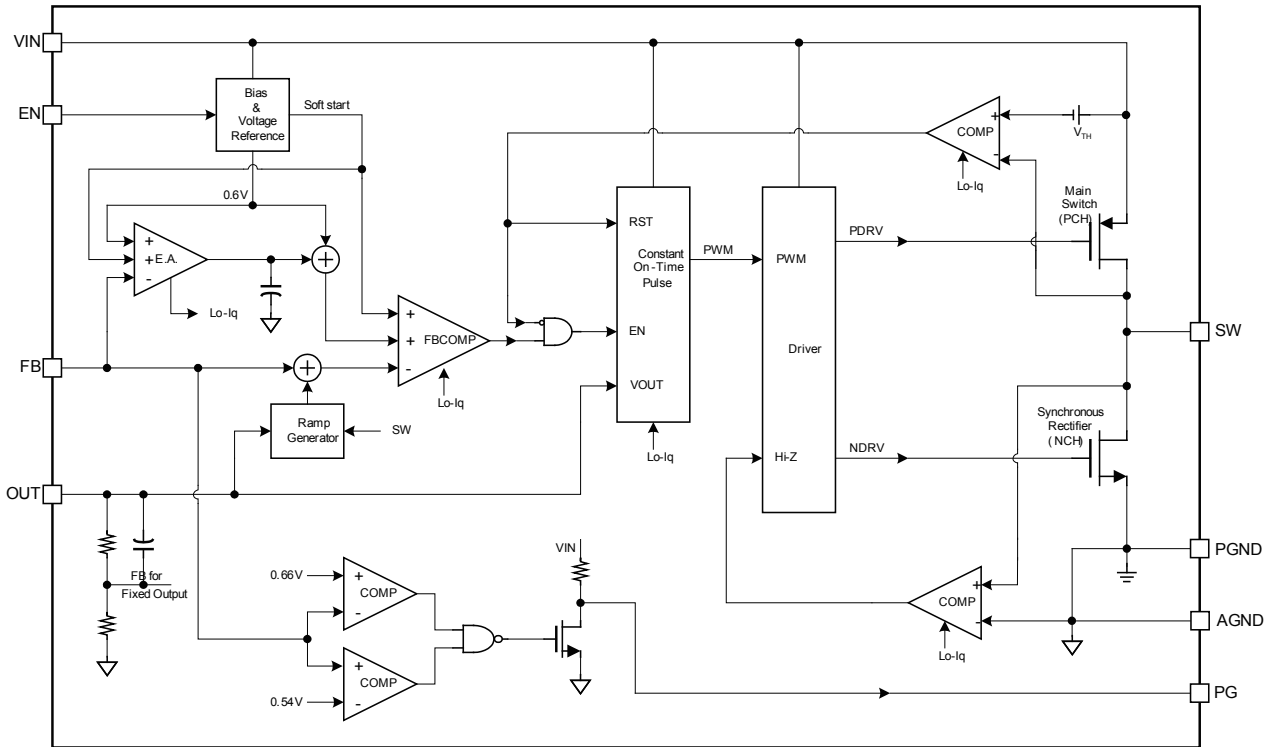 VIN
EN
Bias
&
Voltage
Reference
Soft start
0.6V
+
+
E.A.
-
Lo-Iq
+
+
+
+
FBCOMP
-
Lo-Iq
FB
+
Ramp
Generator
SW
OUT
FB for
Fixed Output
RST
Constant
On-Time
Pulse
EN
VOUT
Lo-Iq
PWM
PWM
Driver
Hi-Z
PDRV
NDRV
+
COMP
-
Lo-Iq
VTH
Main
Switch
(PCH)
SW
Synchronous
Rectifier
(NCH)
PGND
+
COMP
-
Lo-Iq
AGND
VIN
0.66V
+
COMP
-
+
COMP
0.54V
-
PG